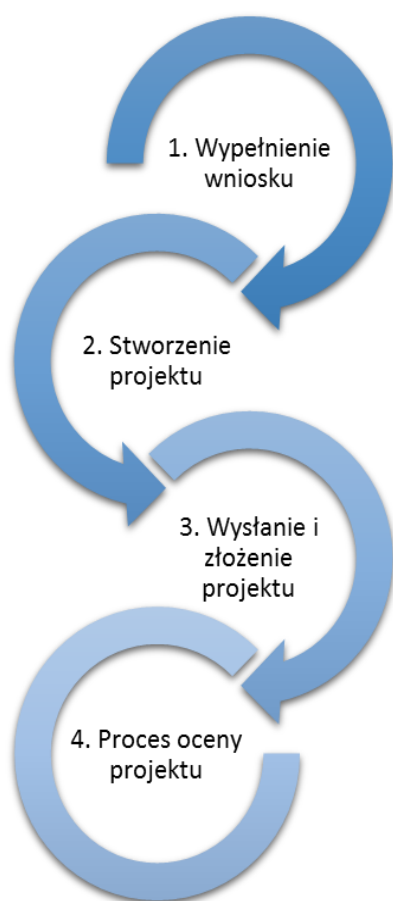 1. Wypełnienie
wniosku
2. Stworzenie
projektu
3. Wysłanie i
złożenie
projektu
4. Proces oceny
projektu